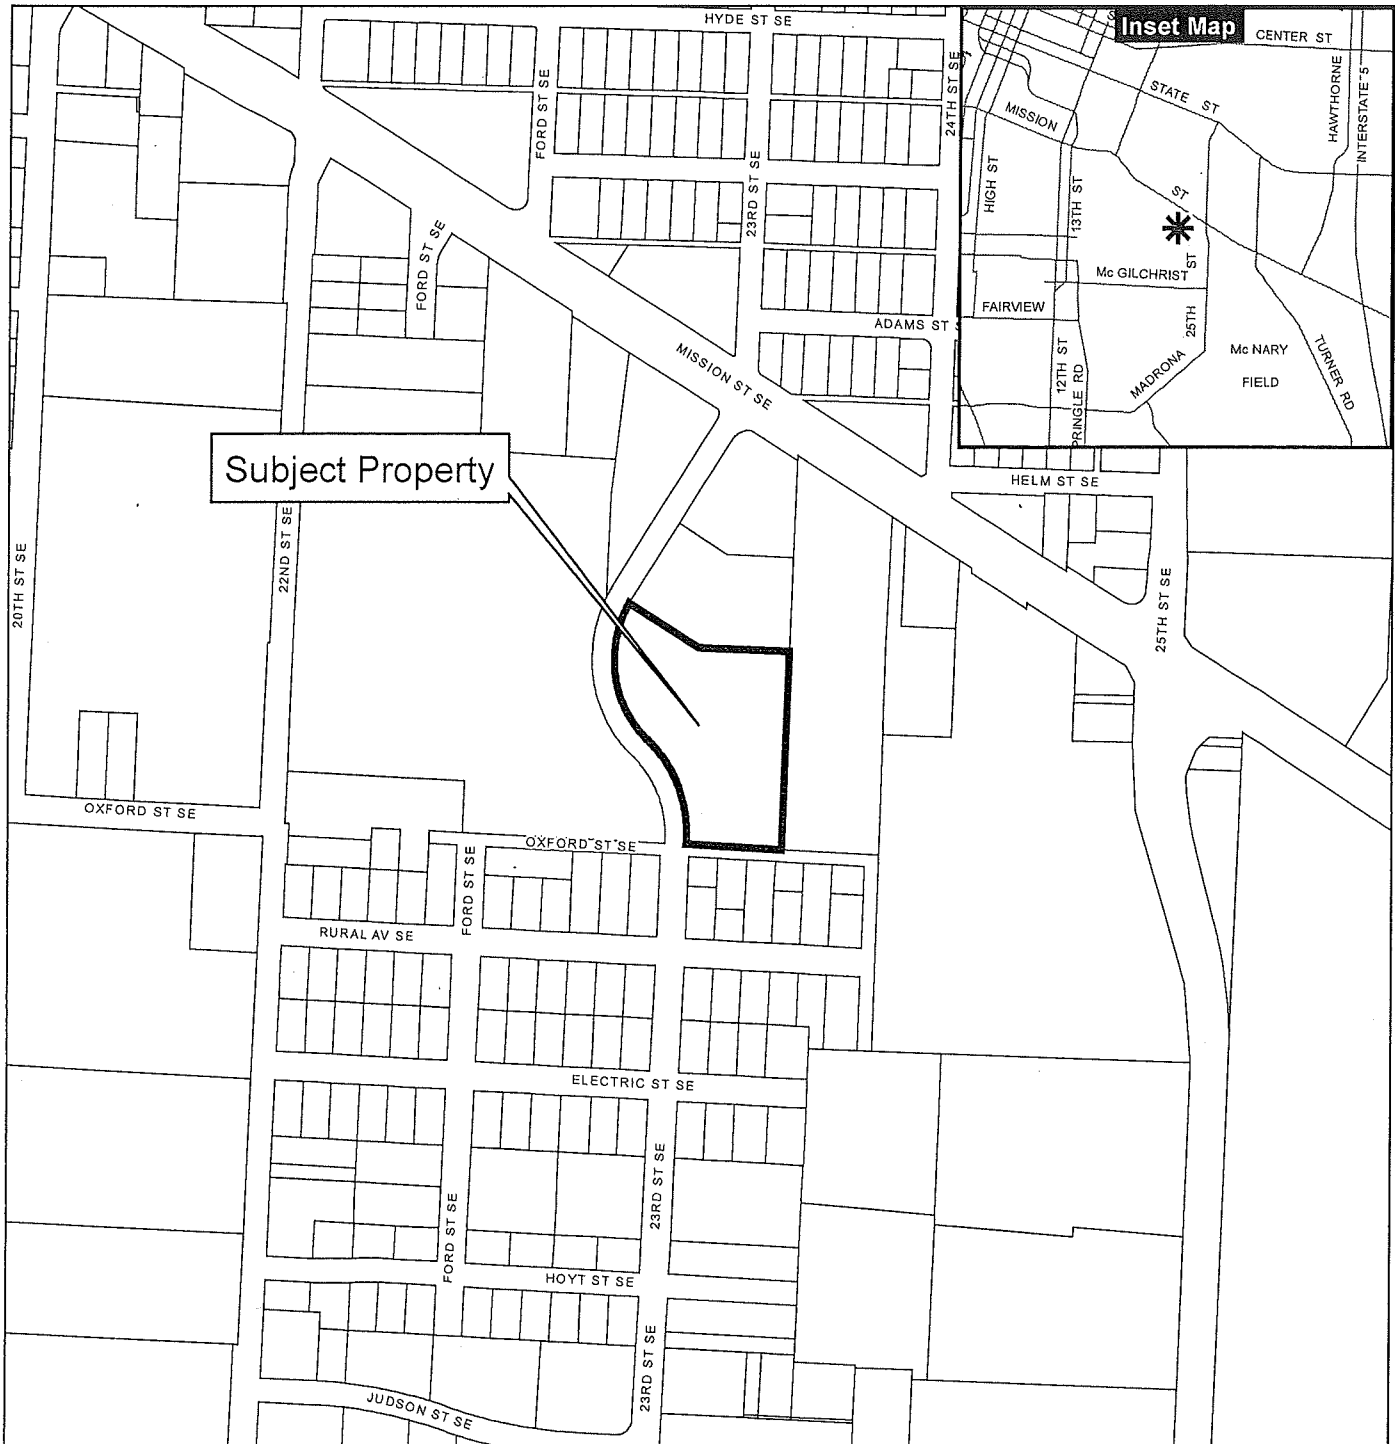 HYDE ST SE
Inset Map
CENTER ST
STATE ST
MISSION
ST
HAWTHORNE
INTERSTATE 5
HIGH ST
13TH ST
Mc GILCHRIST
ST
FAIRVIEW
25TH
12TH ST
PRINGLE RD
MADRONA
Mc NARY
FIELD
TURNER RD
FORD ST SE
24TH ST SE
23RD ST SE
FORD ST SE
ADAMS ST
MISSION ST SE
Subject Property
HELM ST SE
20TH ST SE
22ND ST SE
25TH ST SE
OXFORD ST SE
OXFORD ST SE
FORD ST SE
RURAL AV SE
ELECTRIC ST SE
23RD ST SE
FORD ST SE
HOYT ST SE
23RD ST SE
JUDSON ST SE